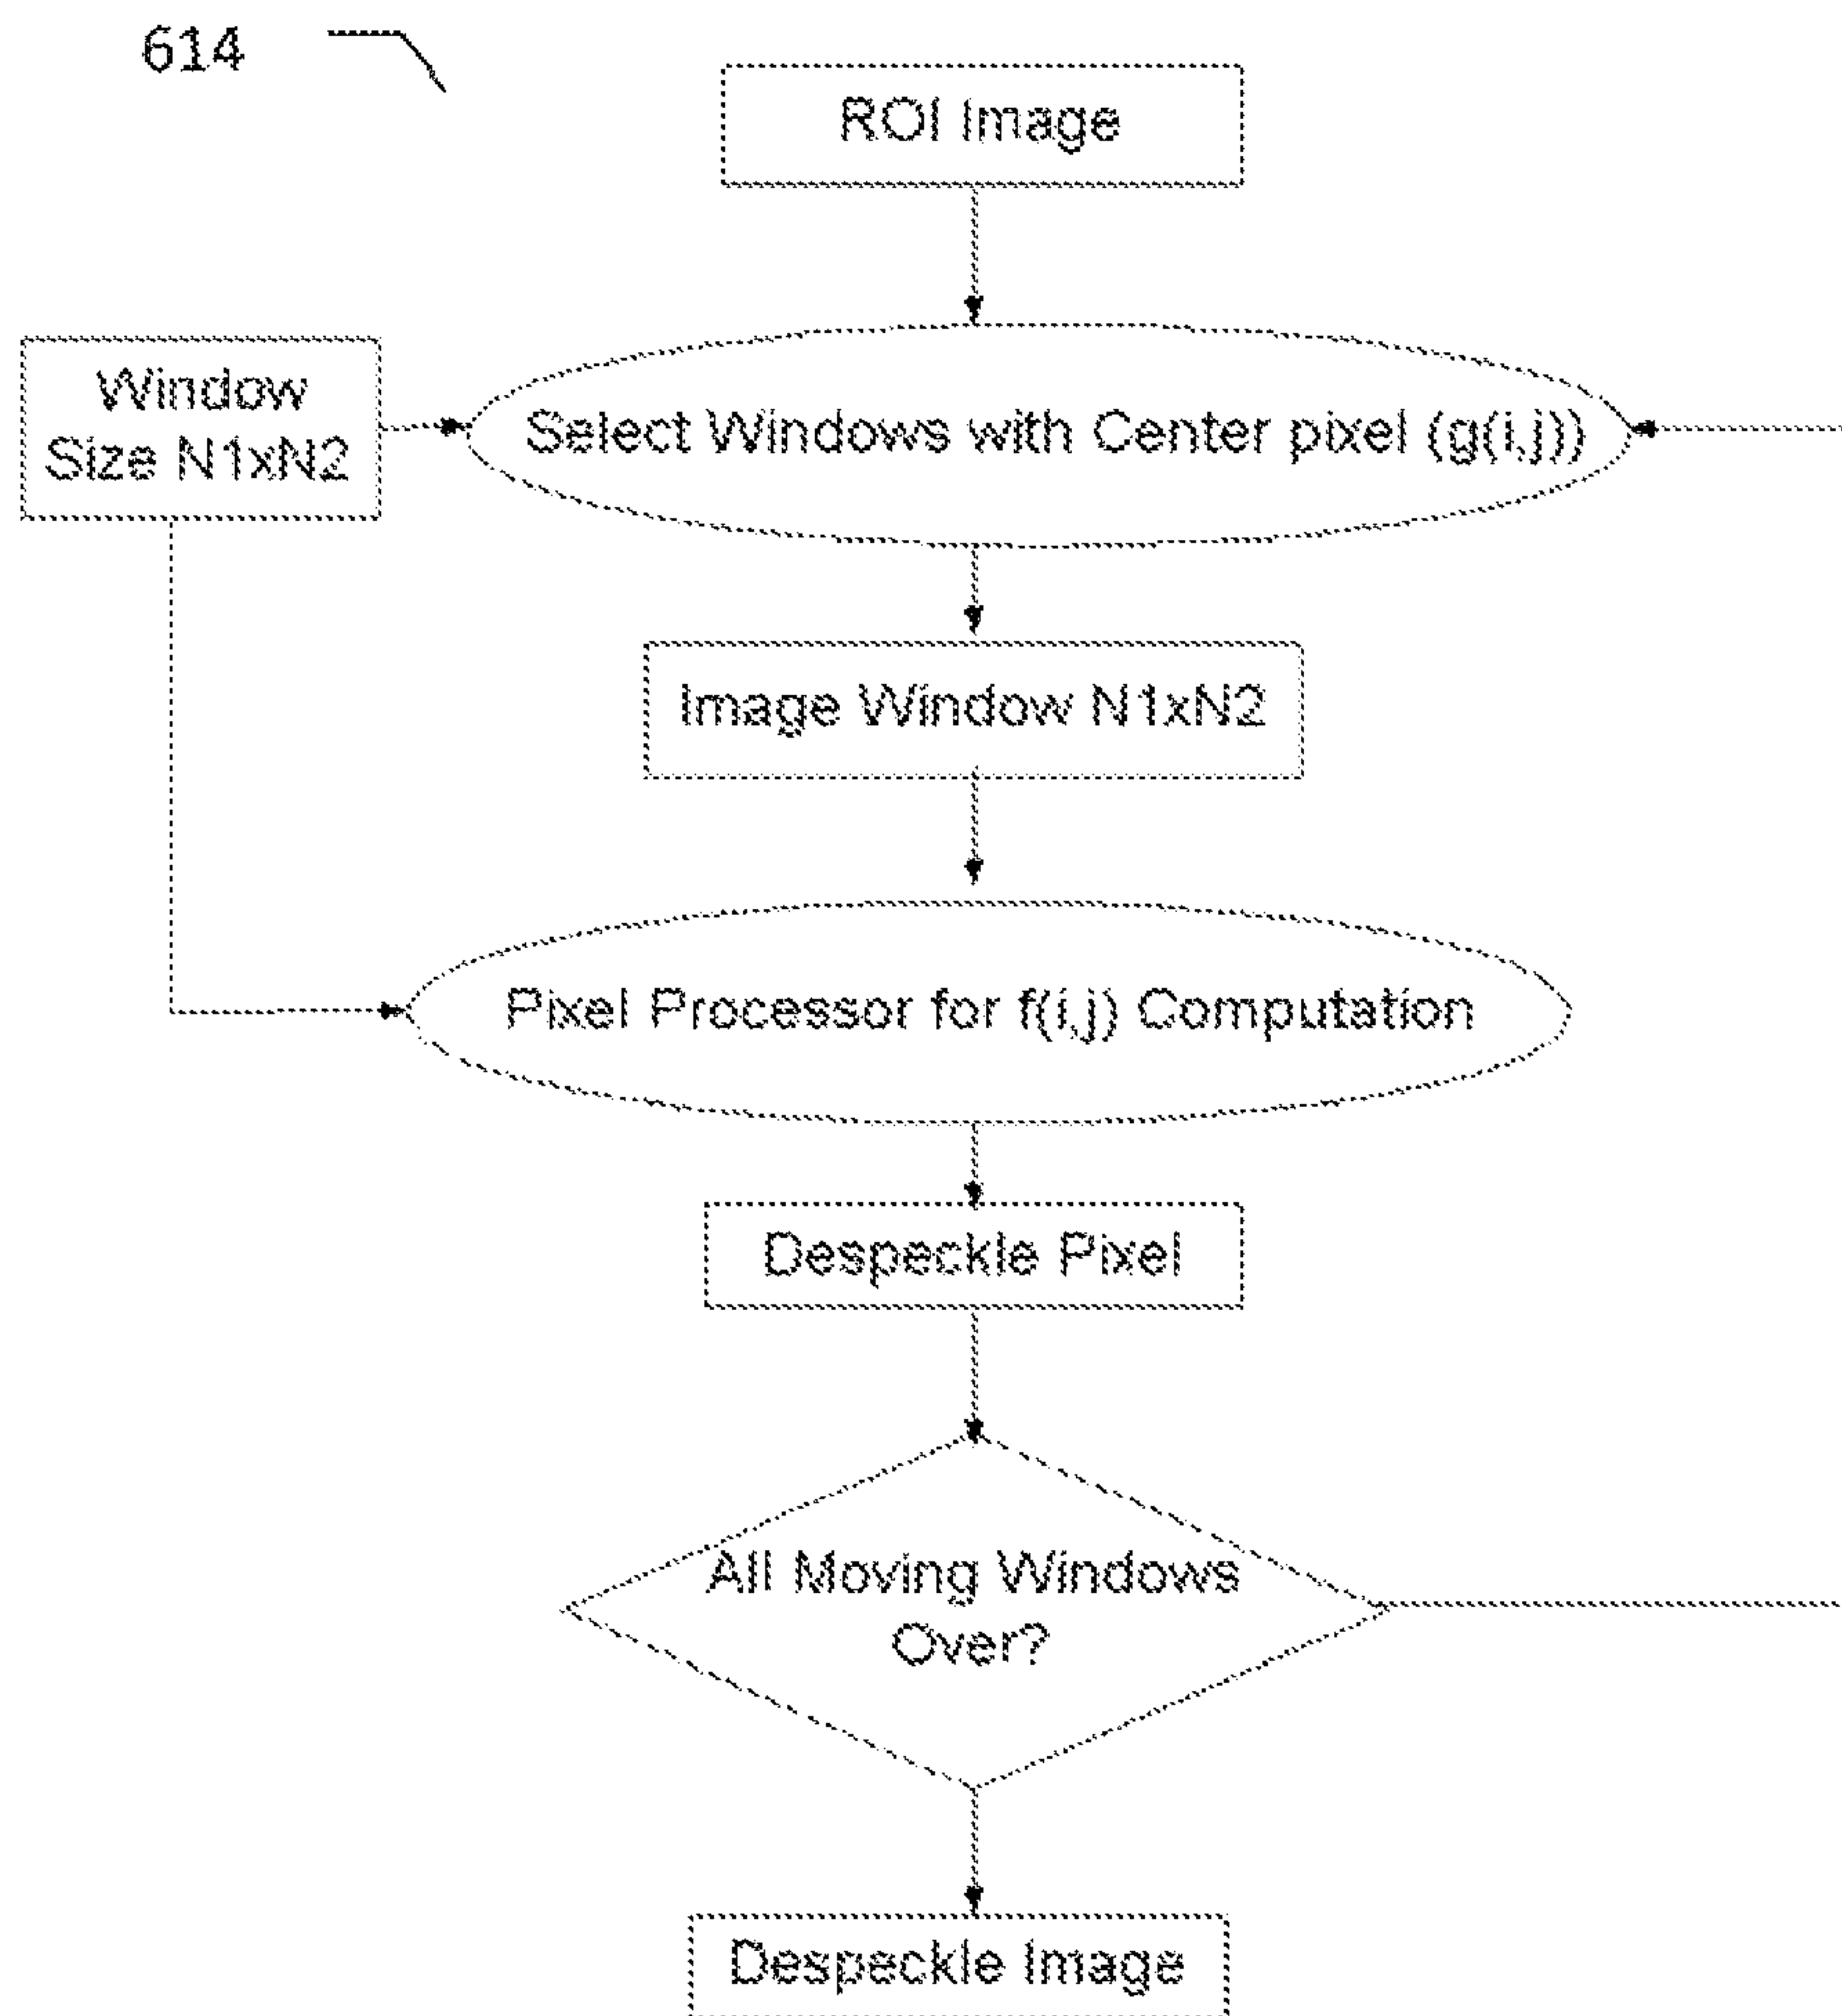 614
ROI Image
Window
Size N1xN2
Select Windows with Center pixel (g(i,j))
Image Window N1xN2
Pixel Processor for f(i,j) Computation
Despeckle Pixel
All Moving Windows
Over?
Despeckle Image